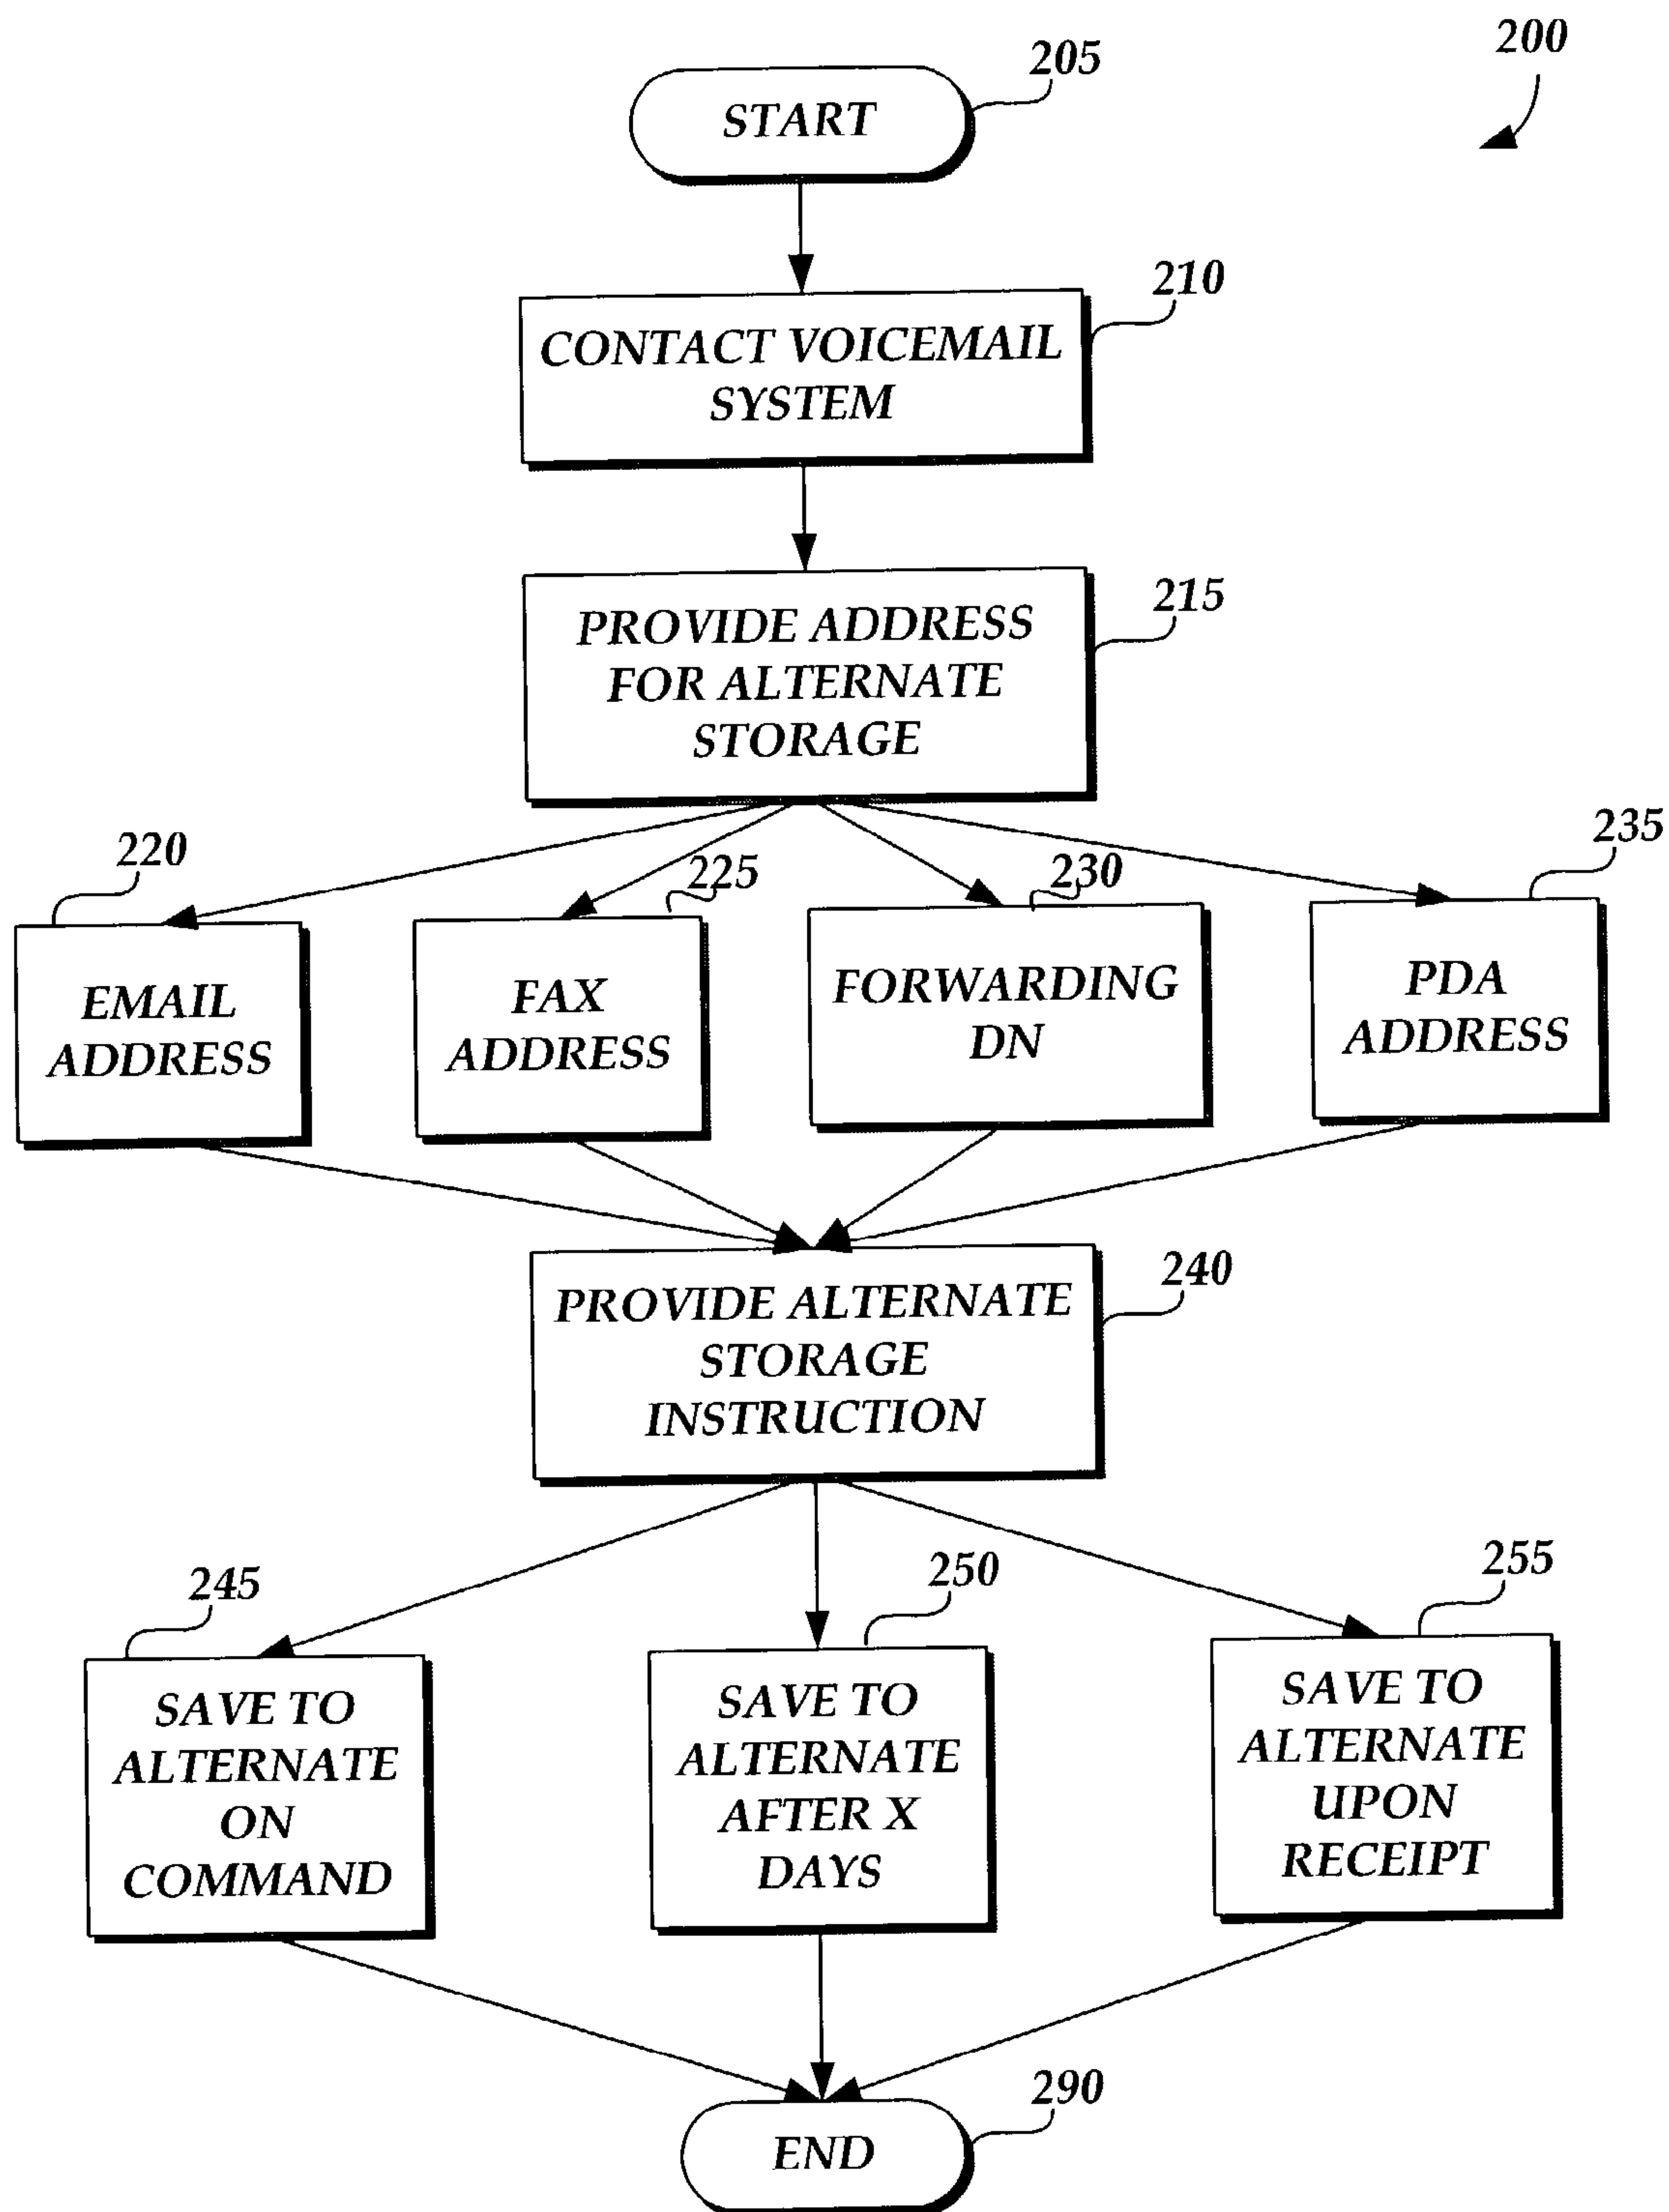 200
205
START
210
CONTACT VOICEMAIL
SYSTEM
215
PROVIDE ADDRESS
FOR ALTERNATE
STORAGE
220
EMAIL
ADDRESS
225
FAX
ADDRESS
230
FORWARDING
DN
235
PDA
ADDRESS
240
PROVIDE ALTERNATE
STORAGE
INSTRUCTION
245
SAVE TO
ALTERNATE
ON
COMMAND
250
SAVE TO
ALTERNATE
AFTER X
DAYS
255
SAVE TO
ALTERNATE
UPON
RECEIPT
290
END